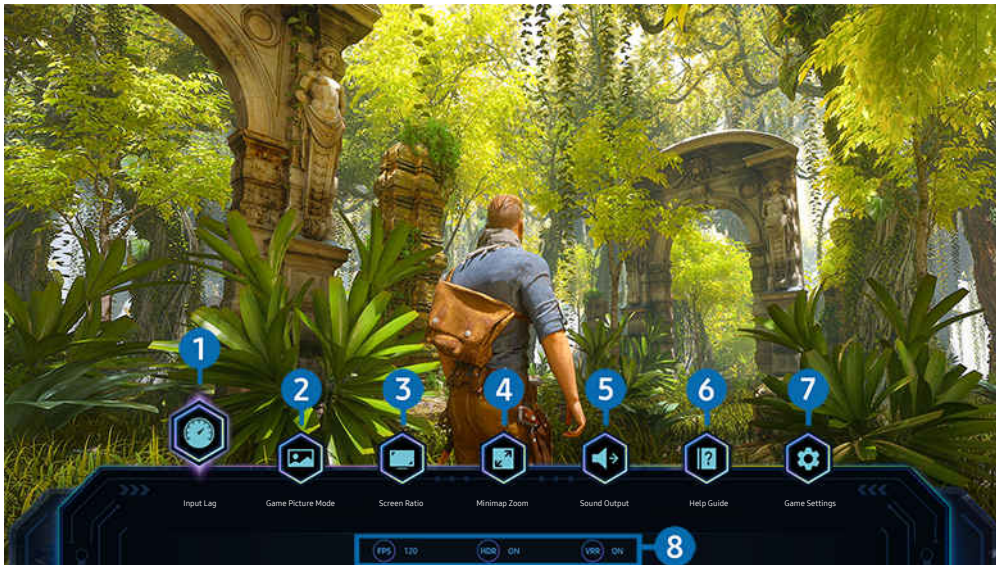 1
2
3
4
5
6
7
Input Lag
Game Picture Mode
Screen Ratio
Minimap Zoom
Sound Output
Help Guide
Game Settings
FPS 120 HDR ON VRR ON 8